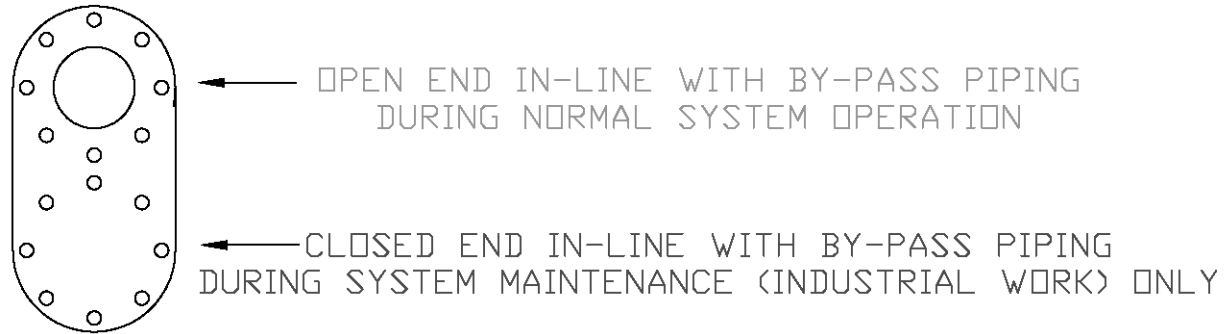 OPEN END IN-LINE WITH BY-PASS PIPING
DURING NORMAL SYSTEM OPERATION
CLOSED END IN-LINE WITH BY-PASS PIPING
DURING SYSTEM MAINTENANCE (INDUSTRIAL WORK) ONLY